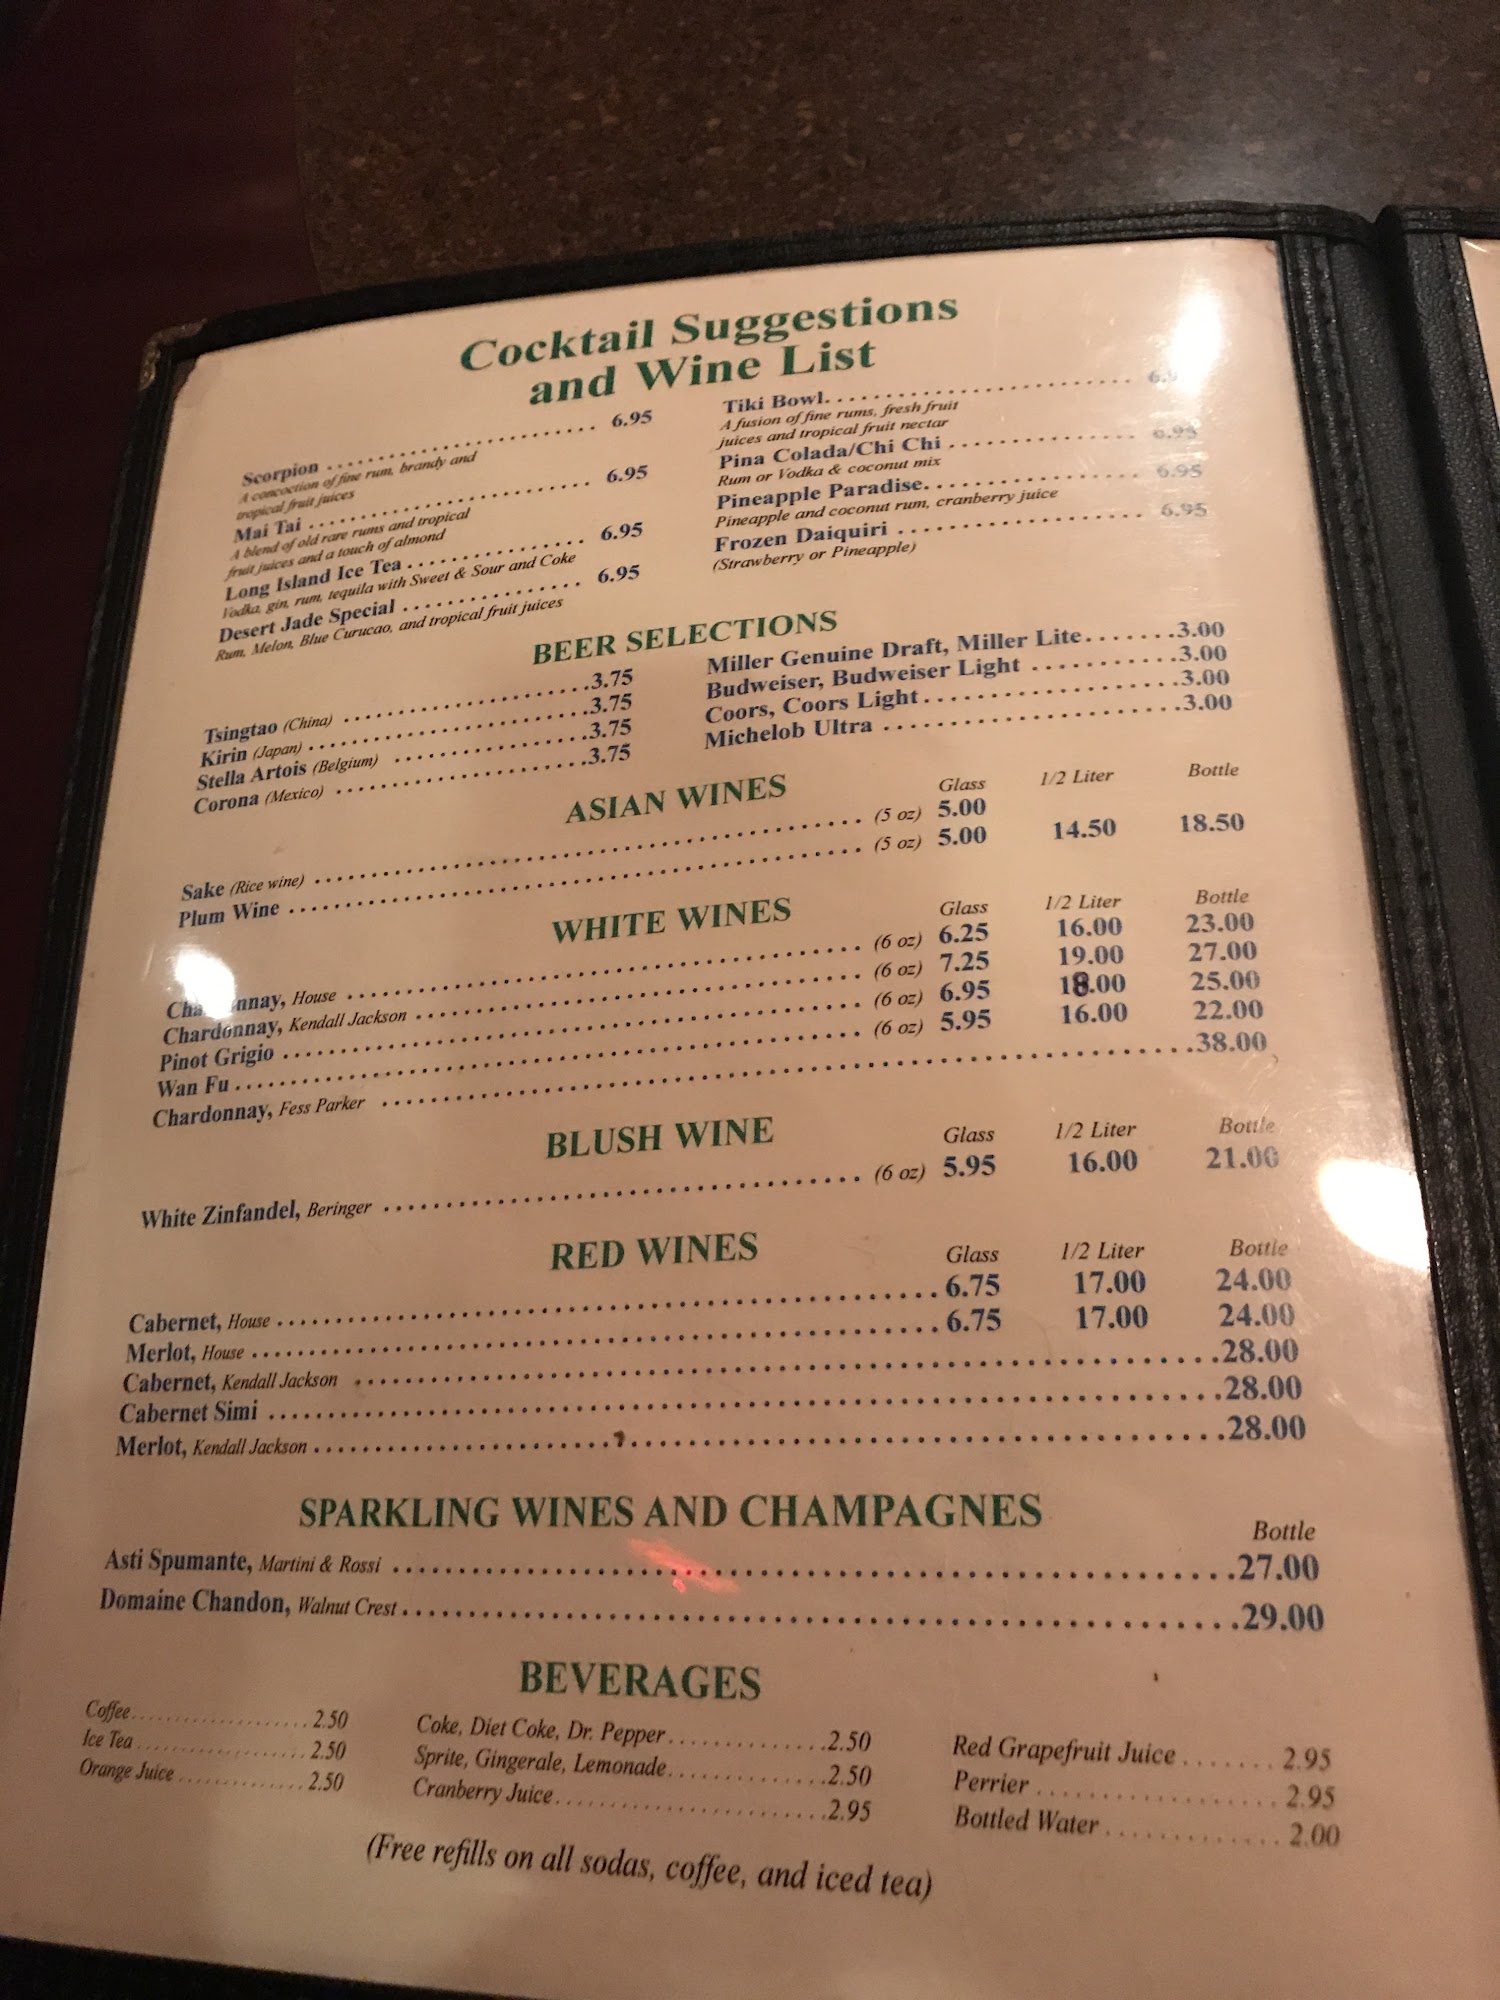 Cocktail Suggestions
and Wine List
Scorpion ........................ 6.95
A concoction of fine rum, brandy and
tropical fruit juices
Mai Tai ........................ 6.95
A blend of old rare rums and tropical
fruit juices and a touch of almond
Long Island Ice Tea ............... 6.95
Vodka, gin, rum, tequila with Sweet & Sour and Coke
Desert Jade Special ............... 6.95
Rum, Melon, Blue Curucao, and tropical fruit juices
Tiki Bowl........................
A fusion of fine rums, fresh fruit
juices and tropical fruit nectar
Pina Colada/Chi Chi ............... 6.95
Rum or Vodka & coconut mix
Pineapple Paradise................. 6.95
Pineapple and coconut rum, cranberry juice
Frozen Daiquiri ................... 6.95
(Strawberry or Pineapple)
BEER SELECTIONS
Tsingtao (China) ....................3.75
Kirin (Japan) .......................3.75
Stella Artois (Belgium) .............3.75
Corona (Mexico) .....................3.75
Miller Genuine Draft, Miller Lite.......3.00
Budweiser, Budweiser Light ...........3.00
Coors, Coors Light...................3.00
Michelob Ultra ......................3.00
ASIAN WINES Glass 1/2 Liter Bottle
Sake (Rice wine) ............................ (5 oz) 5.00
Plum Wine ............................ (5 oz) 5.00 14.50 18.50
WHITE WINES Glass 1/2 Liter Bottle
Chardonnay, House ............................ (6 oz) 6.25 16.00 23.00
Chardonnay, Kendall Jackson ............................ (6 oz) 7.25 19.00 27.00
Pinot Grigio ............................ (6 oz) 6.95 18.00 25.00
Wan Fu ............................ (6 oz) 5.95 16.00 22.00
Chardonnay, Fess Parker ............................38.00
BLUSH WINE Glass 1/2 Liter Bottle
White Zinfandel, Beringer ............................ (6 oz) 5.95 16.00 21.00
RED WINES Glass 1/2 Liter Bottle
Cabernet, House ............................6.75 17.00 24.00
Merlot, House ............................6.75 17.00 24.00
Cabernet, Kendall Jackson ............................28.00
Cabernet Simi ............................28.00
Merlot, Kendall Jackson ............................28.00
SPARKLING WINES AND CHAMPAGNES
Bottle
Asti Spumante, Martini & Rossi ............................27.00
Domaine Chandon, Walnut Crest............................29.00
BEVERAGES
Coffee....................2.50
Ice Tea...................2.50
Orange Juice..............2.50
Coke, Diet Coke, Dr. Pepper.............2.50
Sprite, Gingerale, Lemonade.............2.50
Cranberry Juice.........................2.95
Red Grapefruit Juice ....... 2.95
Perrier .................... 2.95
Bottled Water .............. 2.00
(Free refills on all sodas, coffee, and iced tea)